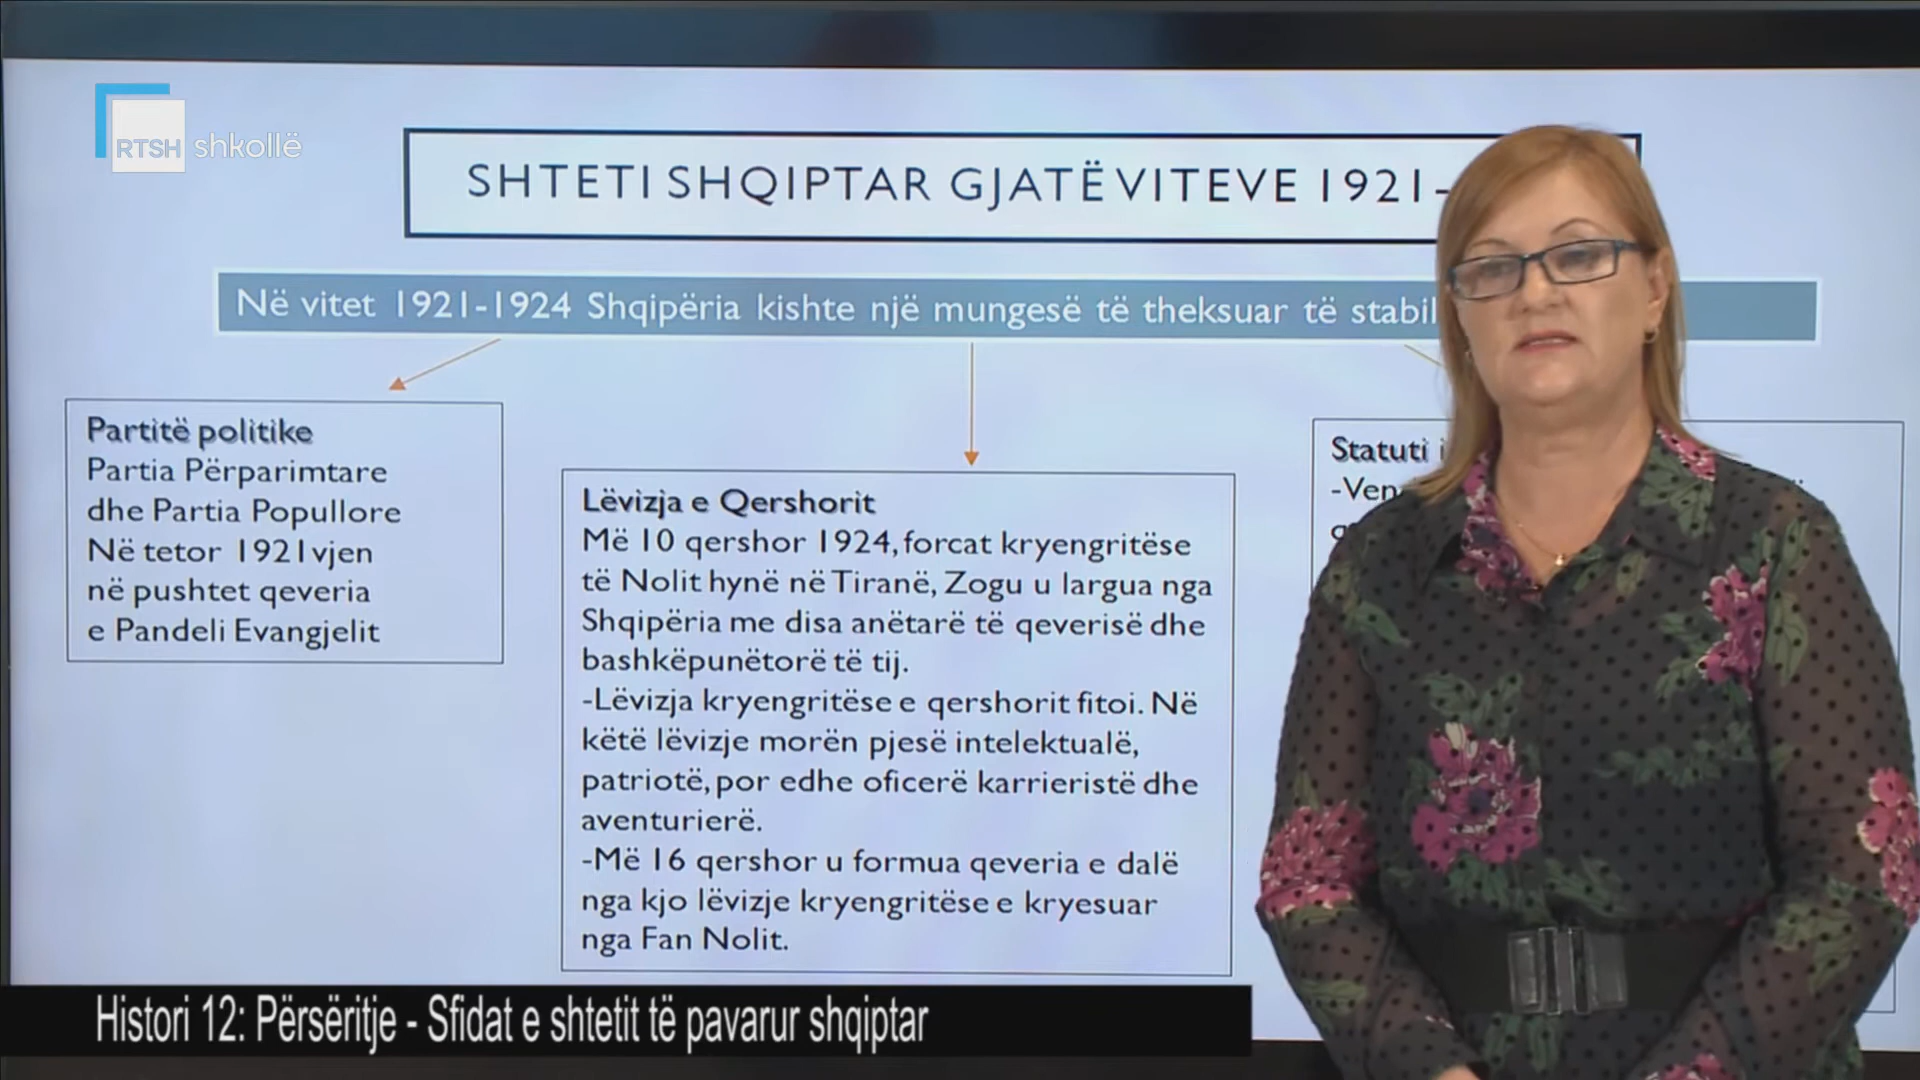 RTSH shkollë
SHTETI SHQIPTAR GJATË VITEVE 1921-
Në vitet 1921-1924 Shqipëria kishte një mungesë të theksuar të
Partitë politike
Partia Përparimtare
dhe Partia Popullore
Në tetor 1921 vjen
në pushtet qeveria
e Pandeli Evangjelit
Lëvizja e Qershorit
Më 10 qershor 1924, forcat kryengritëse
të Nolit hynë në Tiranë, Zogu u largua nga
Shqipëria me disa anëtarë të qeverisë dhe
bashkëpunëtorë të tij.
-Lëvizja kryengritëse e qershorit fitoi. Në
këtë lëvizje morën pjesë intelektualë,
patriotë, por edhe oficerë karrieristë dhe
aventurierë.
-Më 16 qershor u formua qeveria e dalë
nga kjo lëvizje kryengritëse e kryesuar
nga Fan Nolit.
Statuti
Histori 12: Përsëritje - Sfidat e shtetit të pavarur shqiptar